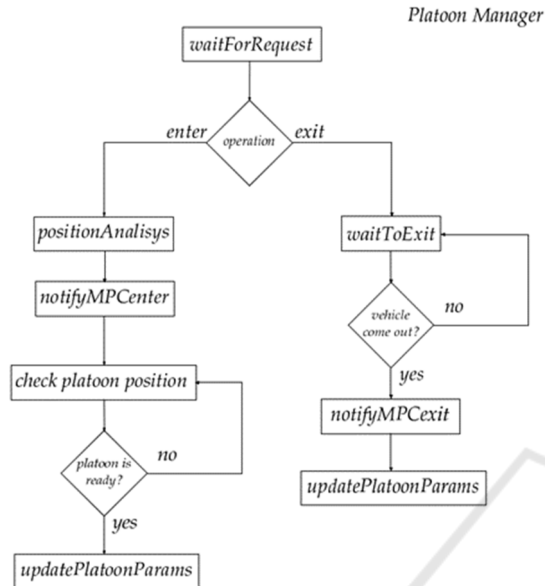 Platoon Manager
waitForRequest
operation
enter
exit
positionAnalisys
notifyMPCenter
check platoon position
platoon is
ready?
no
yes
updatePlatoonParams
waitToExit
vehicle
come out?
no
yes
notifyMPCexit
updatePlatoonParams